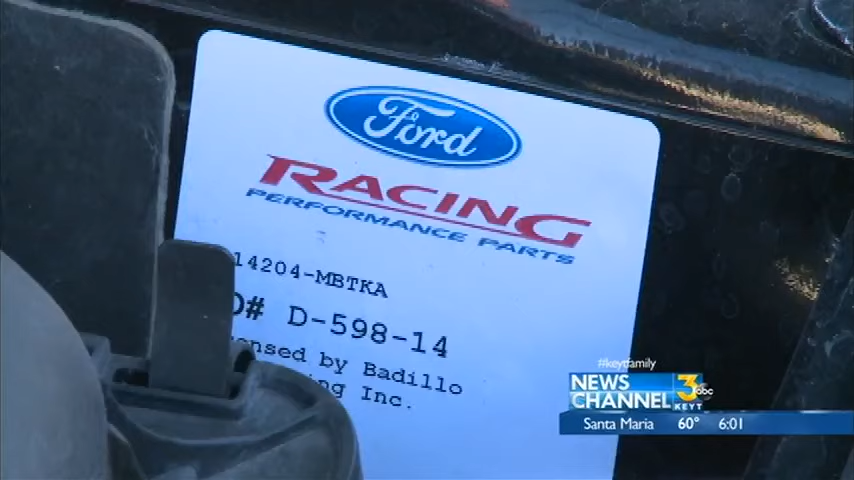 Ford
RACING
PERFORMANCE PARTS
14204-MBTKA
D-598-14
by Badillo
Inc.
#keytfamily
NEWS 3 abc
CHANNEL KEYT
Santa Maria 60° 6:01